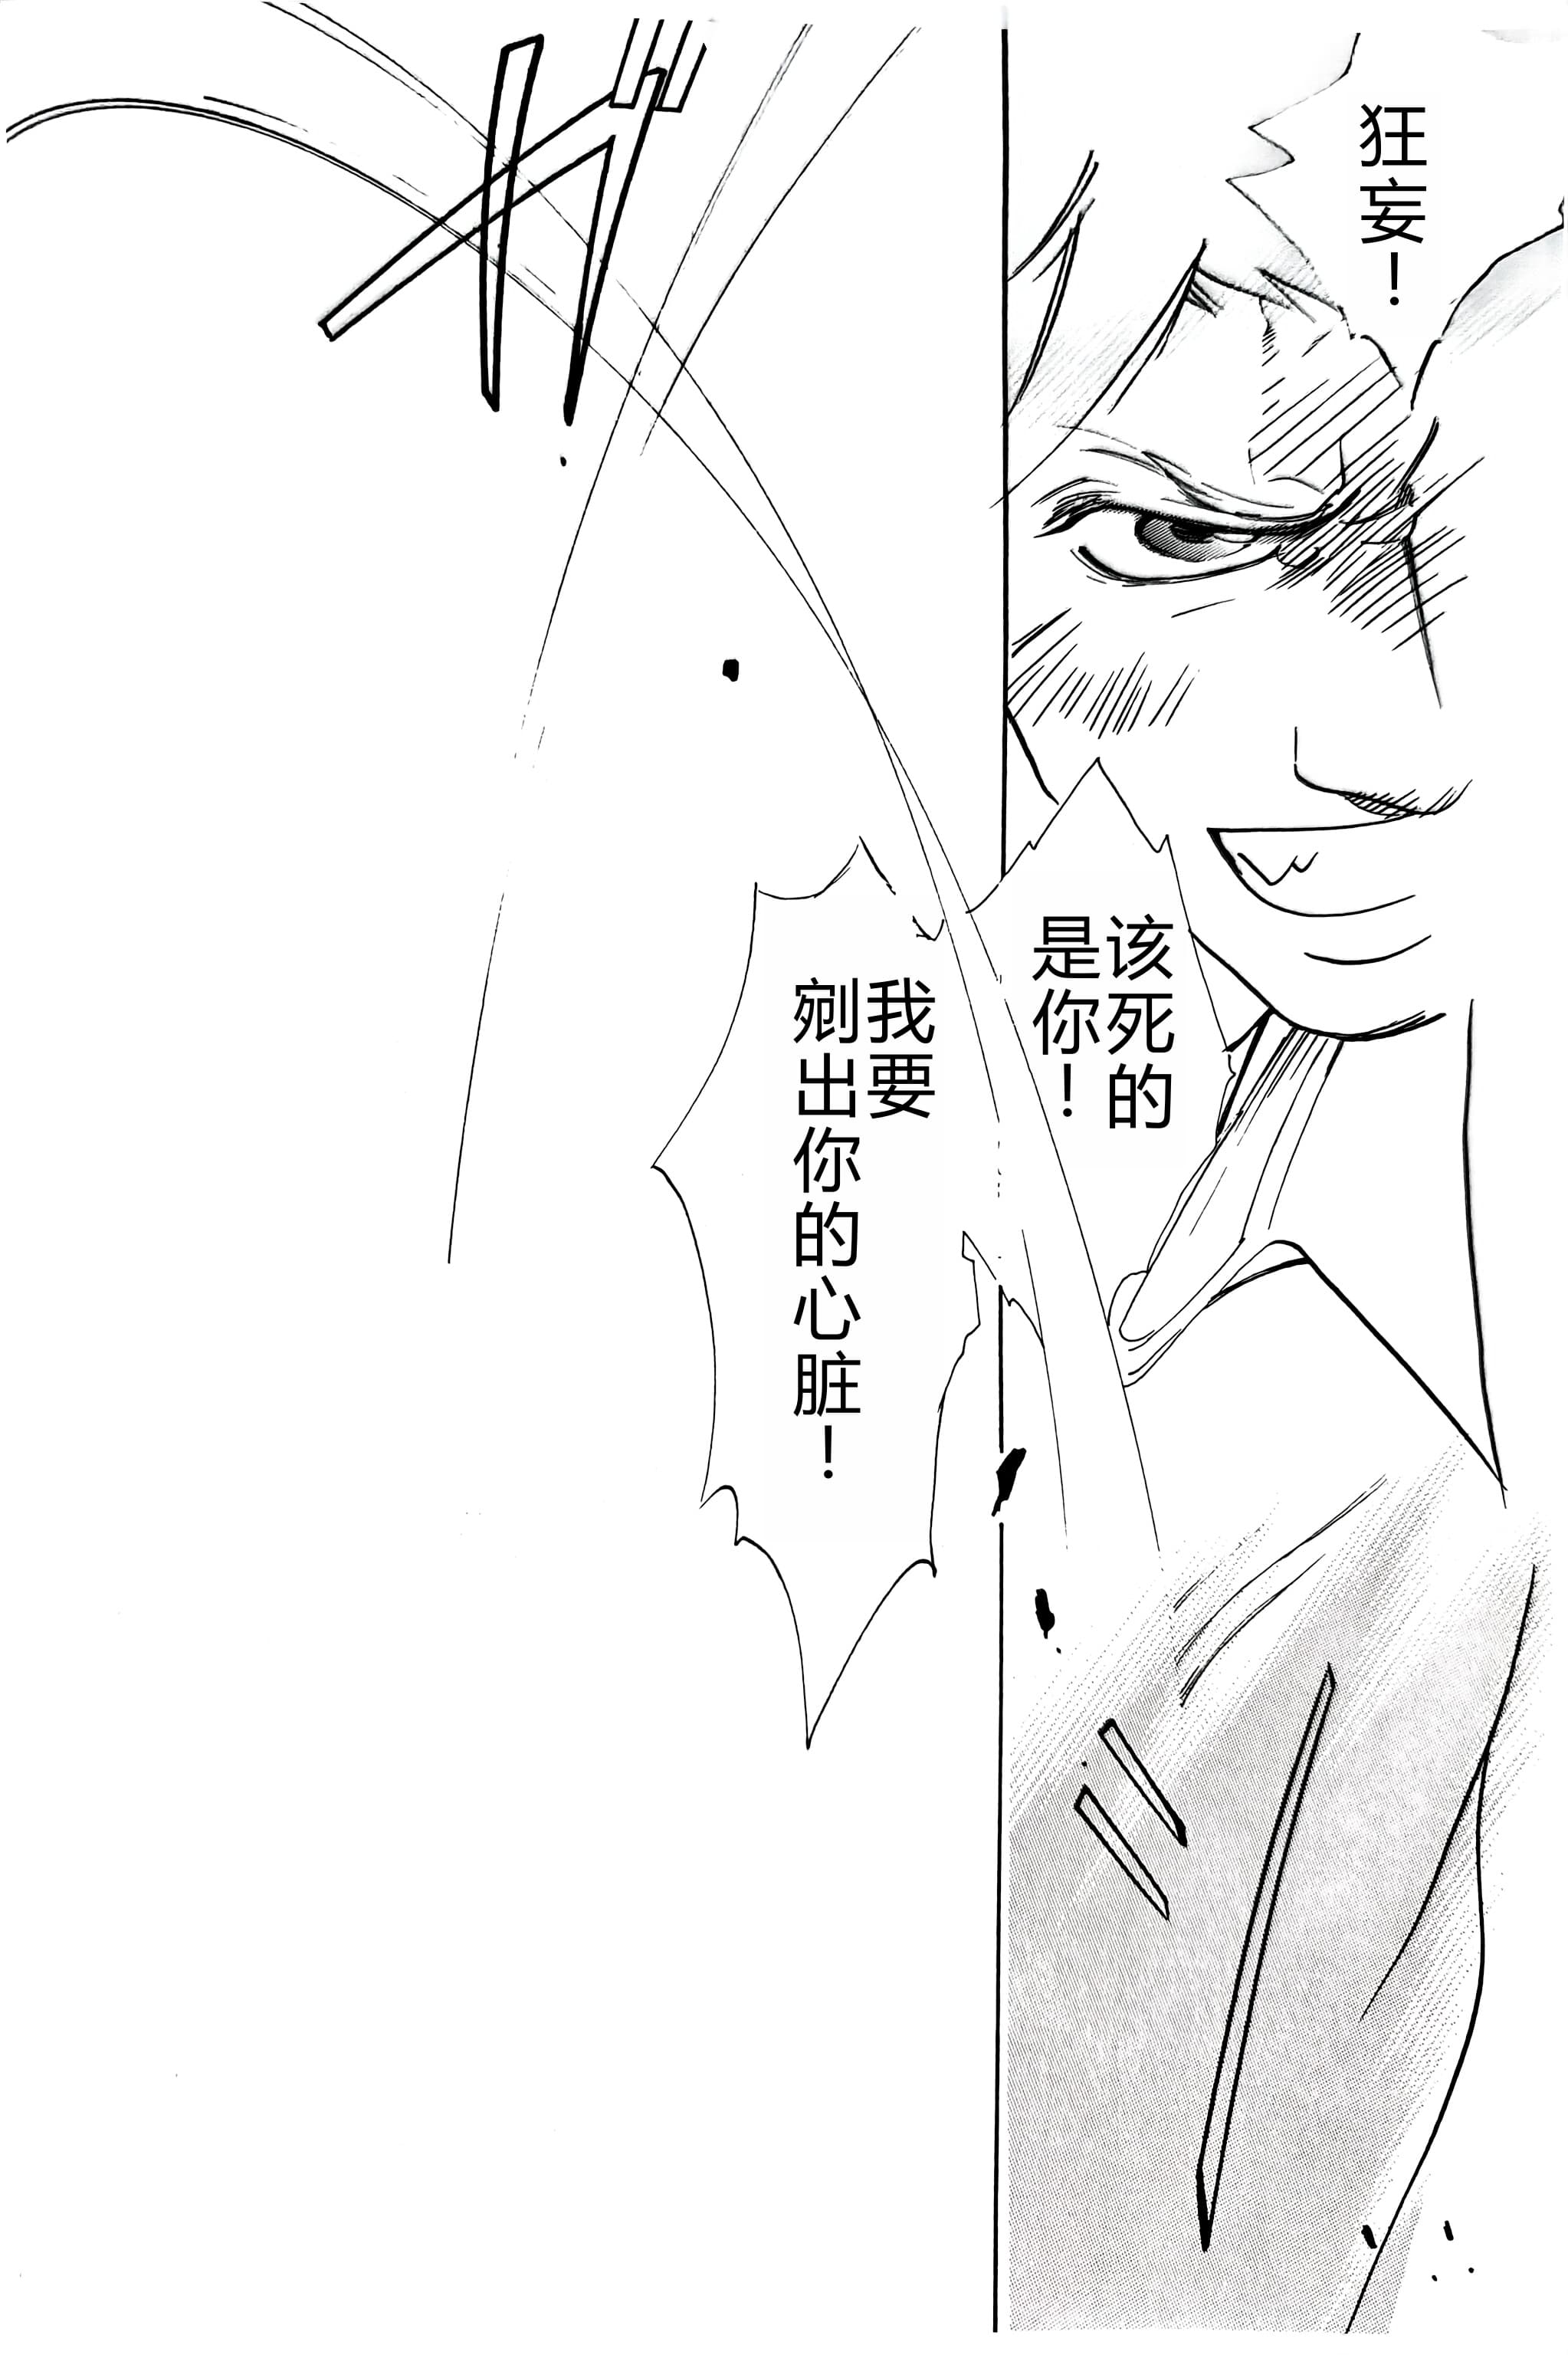 狂妄！
该死的
是你！
我要
剜出你的心脏！